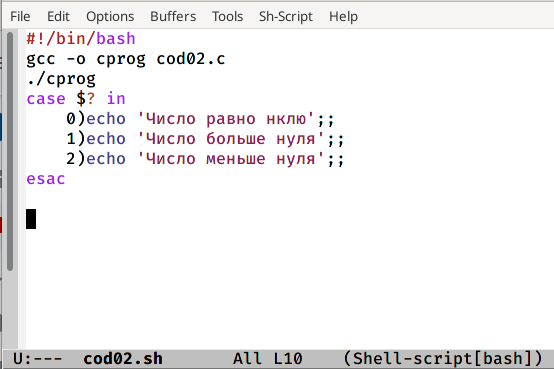 File Edit Options Buffers Tools Sh-Script Help
#!/bin/bash
gcc -o cprog cod02.c
./cprog
case $? in
    0)echo 'Число равно нклю';;
    1)echo 'Число больше нуля';;
    2)echo 'Число меньше нуля';;
esac
U:--- cod02.sh All L10 (Shell-script[bash])